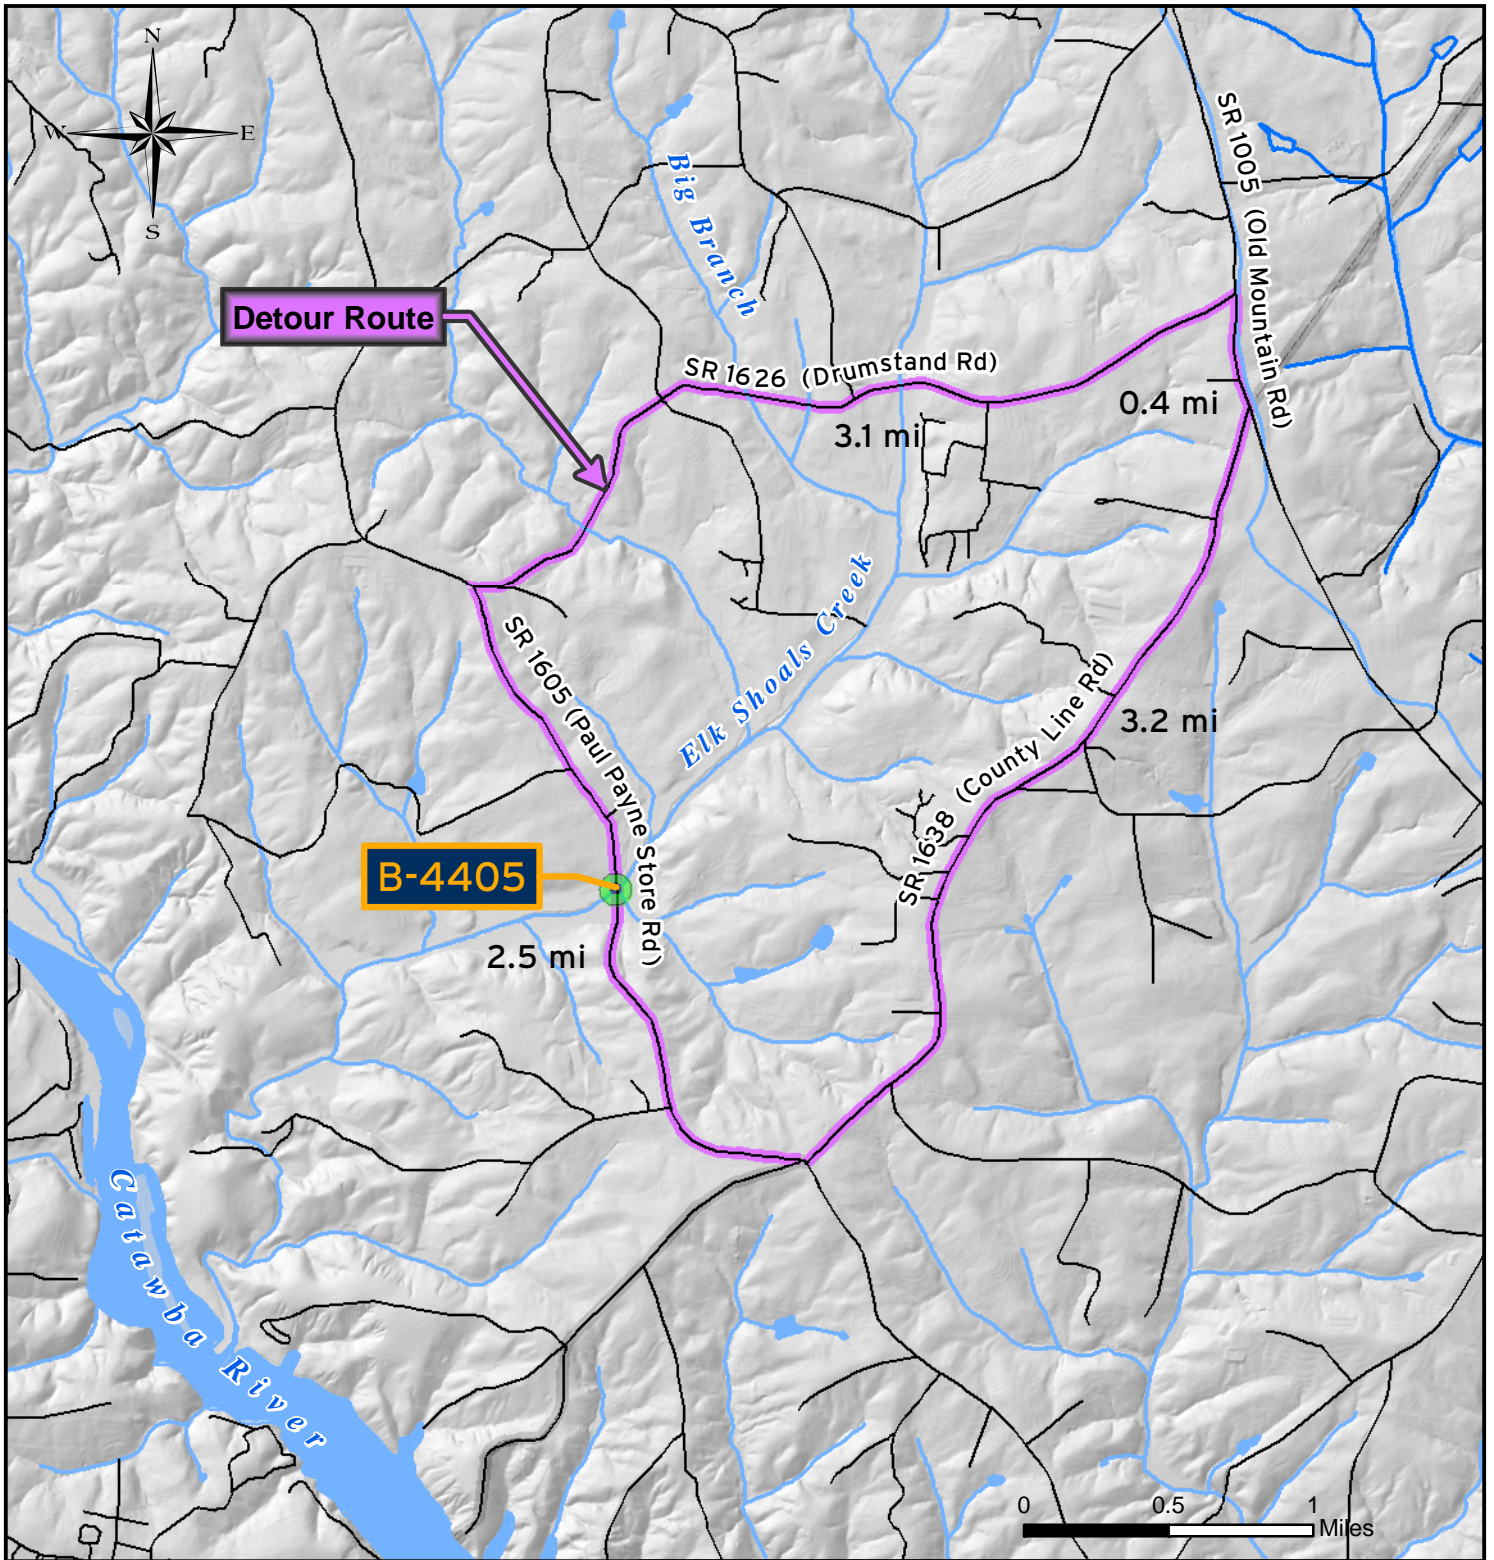 N
W
E
S
Big Branch
SR 1005 (Old Mountain Rd)
Detour Route
SR 1626 (Drumstand Rd)
0.4 mi
3.1 mi
Elk Shoals Creek
SR 1605 (Paul Payne Store Rd)
SR 1638 (County Line Rd)
3.2 mi
B-4405
2.5 mi
Catawba River
0 0.5 1
Miles